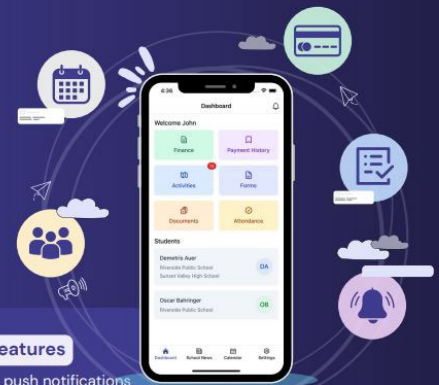 4:36
Dashboard
Welcome John
Finance
Payment History
Activities
Forms
Documents
Attendance
Students
Demetris Auer
Riverside Public School
Sunset Valley High School
DA
Oscar Bahringer
Riverside Public School
OB
Dashboard
School News
Calendar
Settings
eatures
push notifications